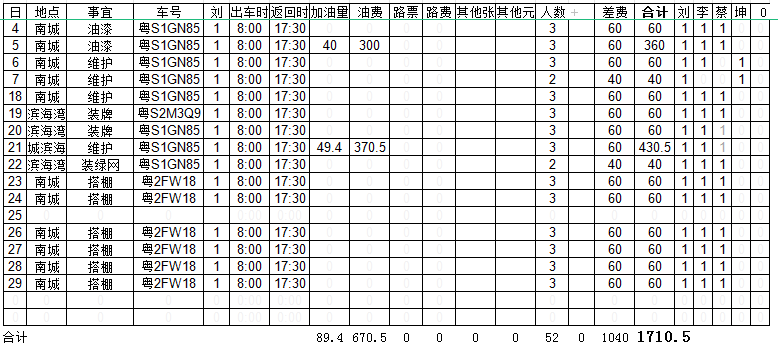 日 地点 事宜 车号 刘 出车时 返回时 加油量 油费 路票 路费 其他张 其他元 人数 + 差费 合计 刘 李 蔡 坤 0
4 南城 油漆 粤S1GN85 1 8:00 17:30 3 60 60 1 1 1
5 南城 油漆 粤S1GN85 1 8:00 17:30 40 300 3 60 360 1 1 1
6 南城 维护 粤S1GN85 1 8:00 17:30 3 60 60 1 1 1
7 南城 维护 粤S1GN85 1 8:00 17:30 2 40 40 1 1
18 南城 维护 粤S1GN85 1 8:00 17:30 3 60 60 1 1 1
19 滨海湾 装牌 粤S2M3Q9 1 8:00 17:30 3 60 60 1 1 1
20 滨海湾 装牌 粤S1GN85 1 8:00 17:30 3 60 60 1 1 1
21 城滨海 维护 粤S1GN85 1 8:00 17:30 49.4 370.5 3 60 430.5 1 1 1
22 滨海湾 装绿网 粤S1GN85 1 8:00 17:30 2 40 40 1 1
23 南城 搭棚 粤2FW18 1 8:00 17:30 3 60 60 1 1 1
24 南城 搭棚 粤2FW18 1 8:00 17:30 3 60 60 1 1 1
25
26 南城 搭棚 粤2FW18 1 8:00 17:30 3 60 60 1 1 1
27 南城 搭棚 粤2FW18 1 8:00 17:30 3 60 60 1 1 1
28 南城 搭棚 粤2FW18 1 8:00 17:30 3 60 60 1 1 1
29 南城 搭棚 粤2FW18 1 8:00 17:30 3 60 60 1 1 1
合计 89.4 670.5 0 0 0 0 52 0 1040 1710.5